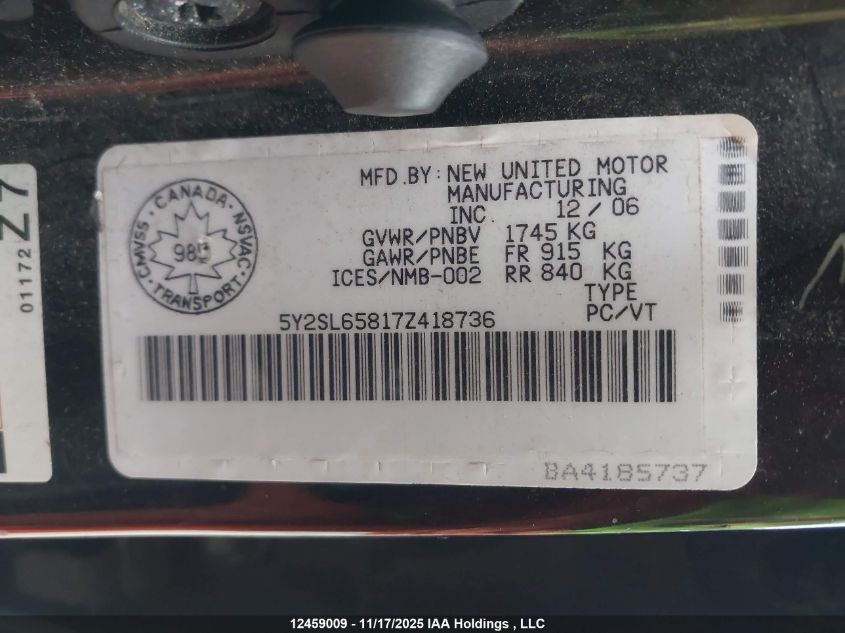 Z7
01172
CANADA · NSVAC · TRANSPORT · CMVSS ·
MFD.BY: NEW UNITED MOTOR
MANUFACTURING
INC. 12/06
GVWR/PNBV 1745 KG
GAWR/PNBE FR 915 KG
ICES/NMB-002 RR 840 KG
TYPE
PC/VT
5Y2SL65817Z418736
BA4185737
12459009 - 11/17/2025 IAA Holdings , LLC